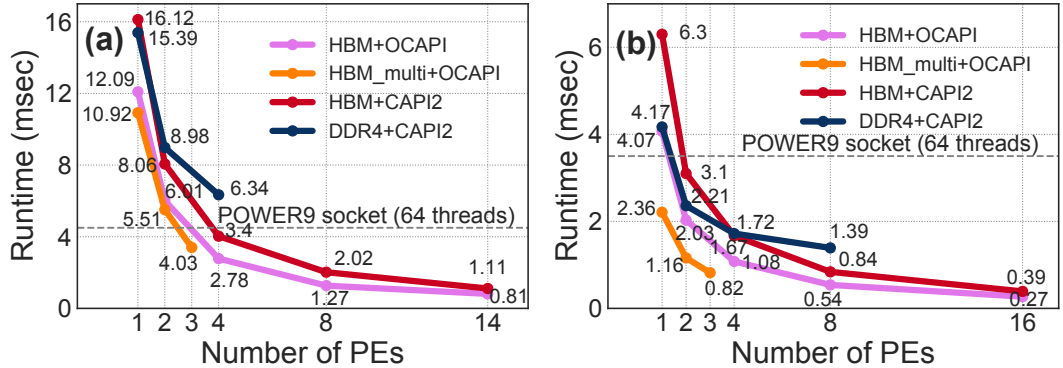 (a)
Runtime (msec)
16
12
8
4
0
16.12
15.39
12.09
10.92
8.98
8.06
6.01
6.34
5.51
4.03
3.4
2.78
2.02
1.27
1.11
0.81
HBM+OCAPI
HBM_multi+OCAPI
HBM+CAPI2
DDR4+CAPI2
POWER9 socket (64 threads)
1 2 3 4 8 14
Number of PEs
(b)
Runtime (msec)
6
4
2
0
6.3
4.17
4.07
3.1
2.21
2.36
2.03
1.72
1.67
1.16
1.08
0.82
1.39
0.84
0.54
0.39
0.27
HBM+OCAPI
HBM_multi+OCAPI
HBM+CAPI2
DDR4+CAPI2
POWER9 socket (64 threads)
1 2 3 4 8 16
Number of PEs